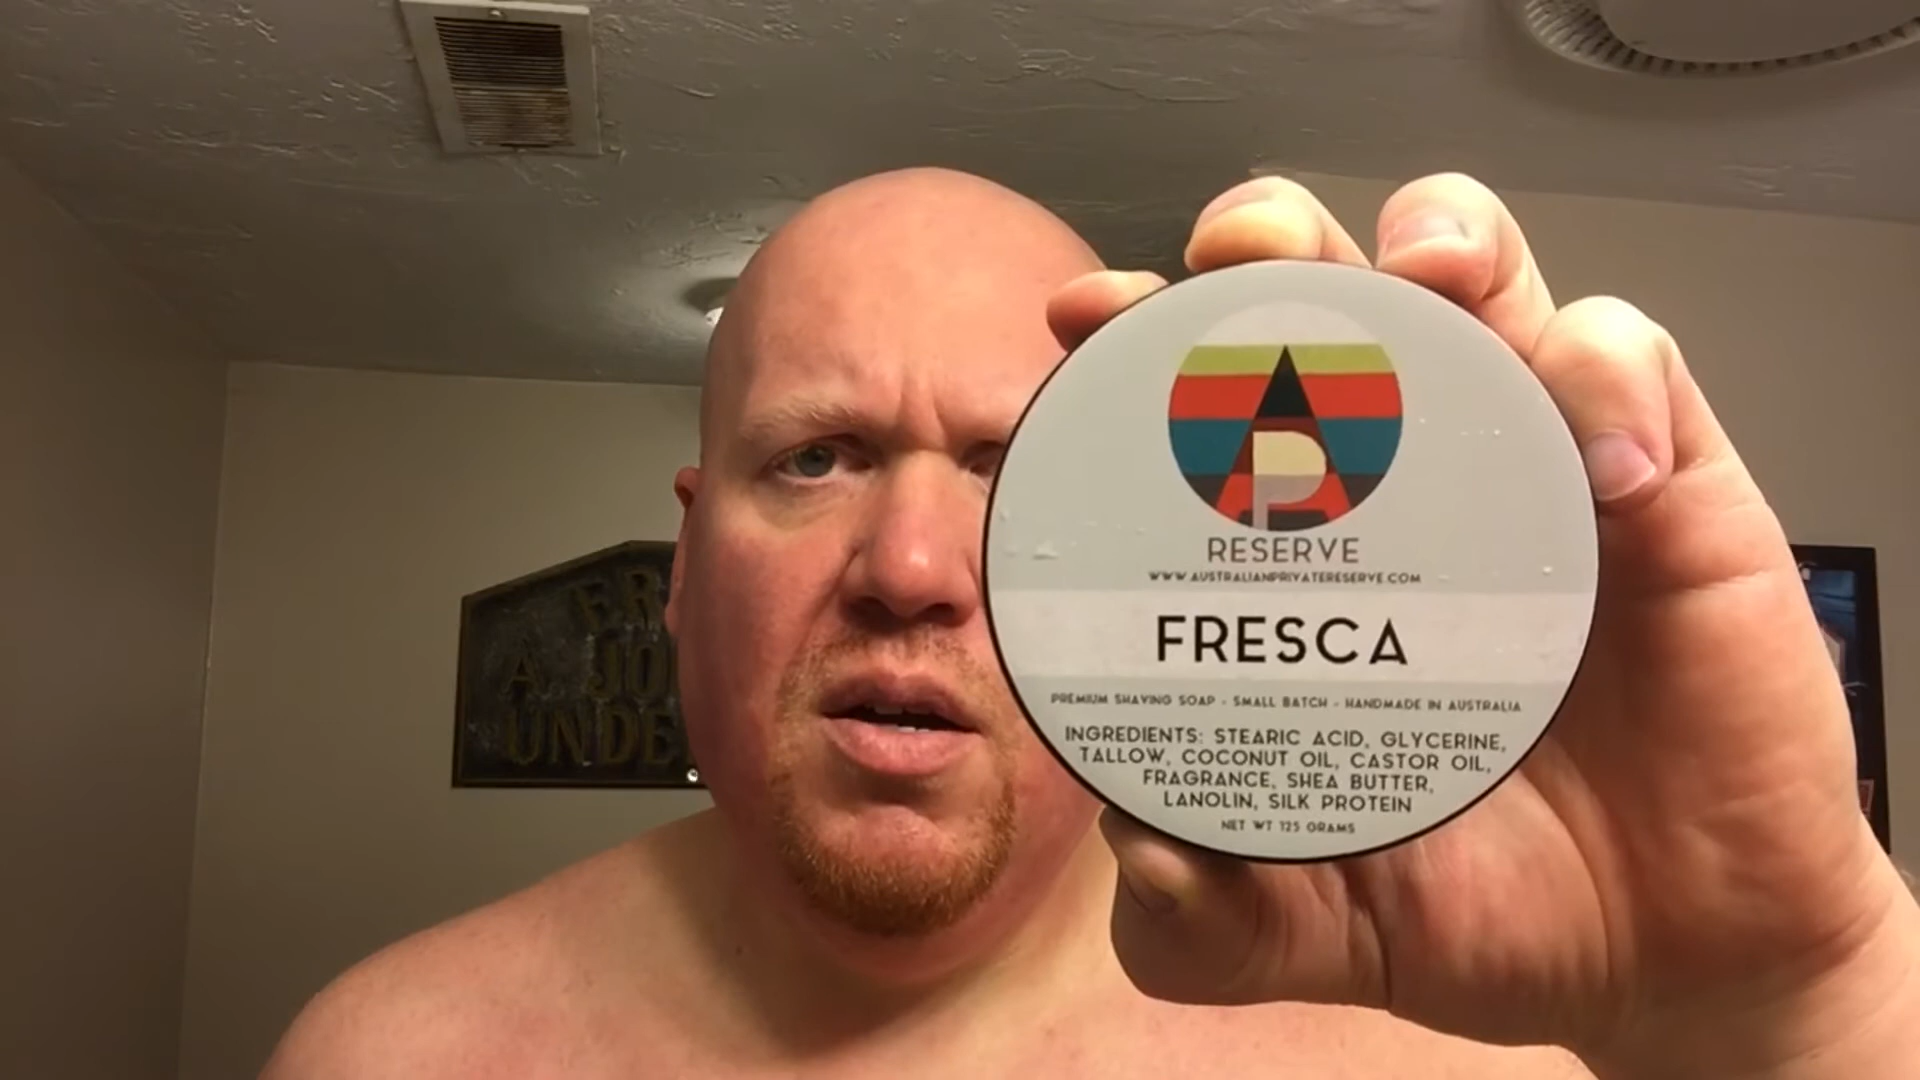 AP
RESERVE
WWW.AUSTRALIANPRIVATERESERVE.COM
FRESCA
PREMIUM SHAVING SOAP - SMALL BATCH - HANDMADE IN AUSTRALIA
INGREDIENTS: STEARIC ACID, GLYCERINE,
TALLOW, COCONUT OIL, CASTOR OIL,
FRAGRANCE, SHEA BUTTER,
LANOLIN, SILK PROTEIN
NET WT 125 GRAMS